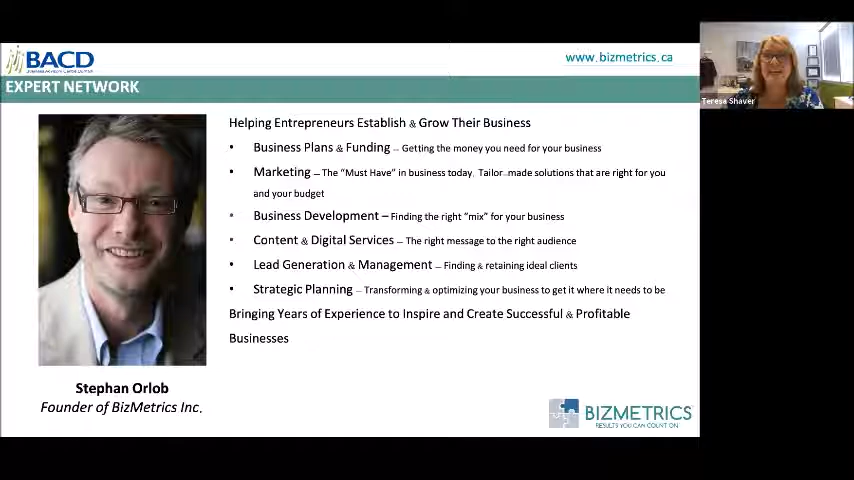 BACD
www.bizmetrics.ca
EXPERT NETWORK
Teresa Shaver
Helping Entrepreneurs Establish & Grow Their Business
• Business Plans & Funding – Getting the money you need for your business
• Marketing – The "Must Have" in business today, Tailor-made solutions that are right for you
and your budget
• Business Development – Finding the right "mix" for your business
• Content & Digital Services – The right message to the right audience
• Lead Generation & Management – Finding & retaining ideal clients
• Strategic Planning – Transforming & optimizing your business to get it where it needs to be
Bringing Years of Experience to Inspire and Create Successful & Profitable
Businesses
Stephan Orlob
Founder of BizMetrics Inc.
BIZMETRICS
RESULTS YOU CAN COUNT ON